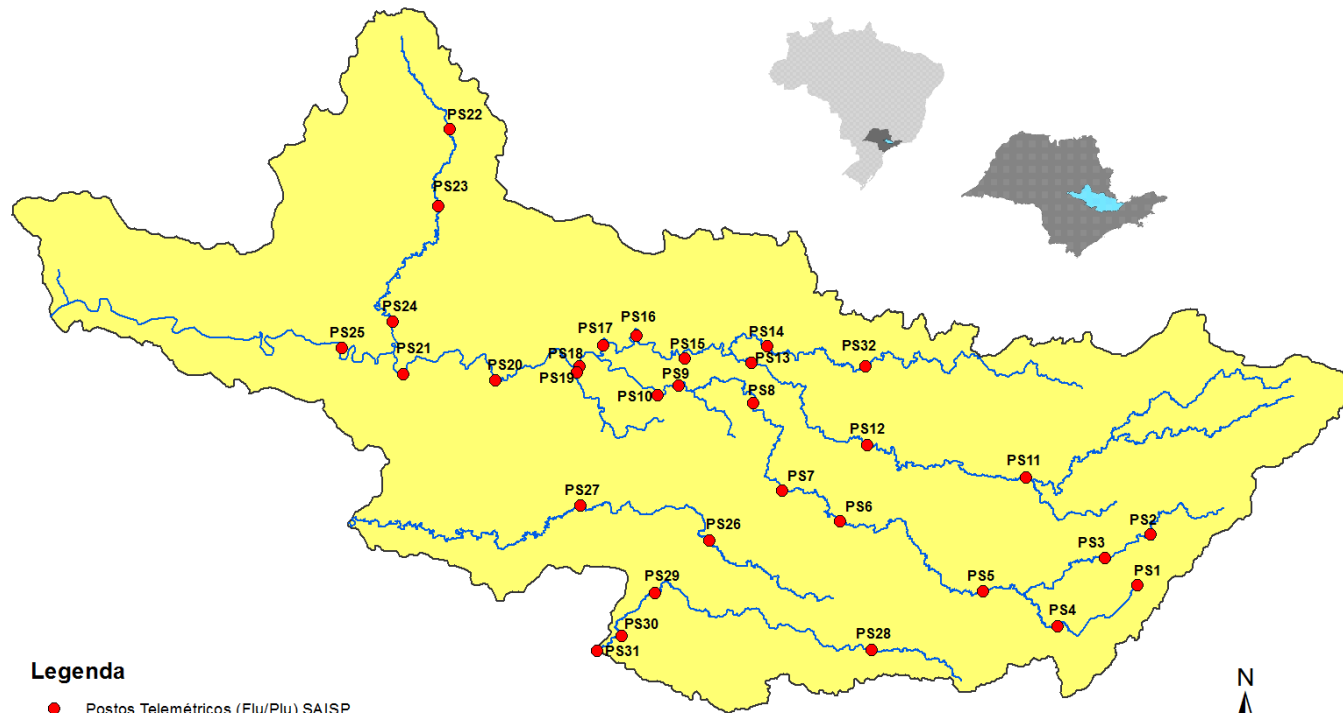 PS22
PS23
PS24
PS25
PS21
PS20
PS17
PS16
PS18
PS19
PS15
PS14
PS13
PS32
PS9
PS10
PS8
PS12
PS11
PS7
PS6
PS27
PS26
PS2
PS3
PS1
PS5
PS4
PS29
PS30
PS31
PS28
Legenda
N
Postos Telemétricos (Flu/Plu) SAISP